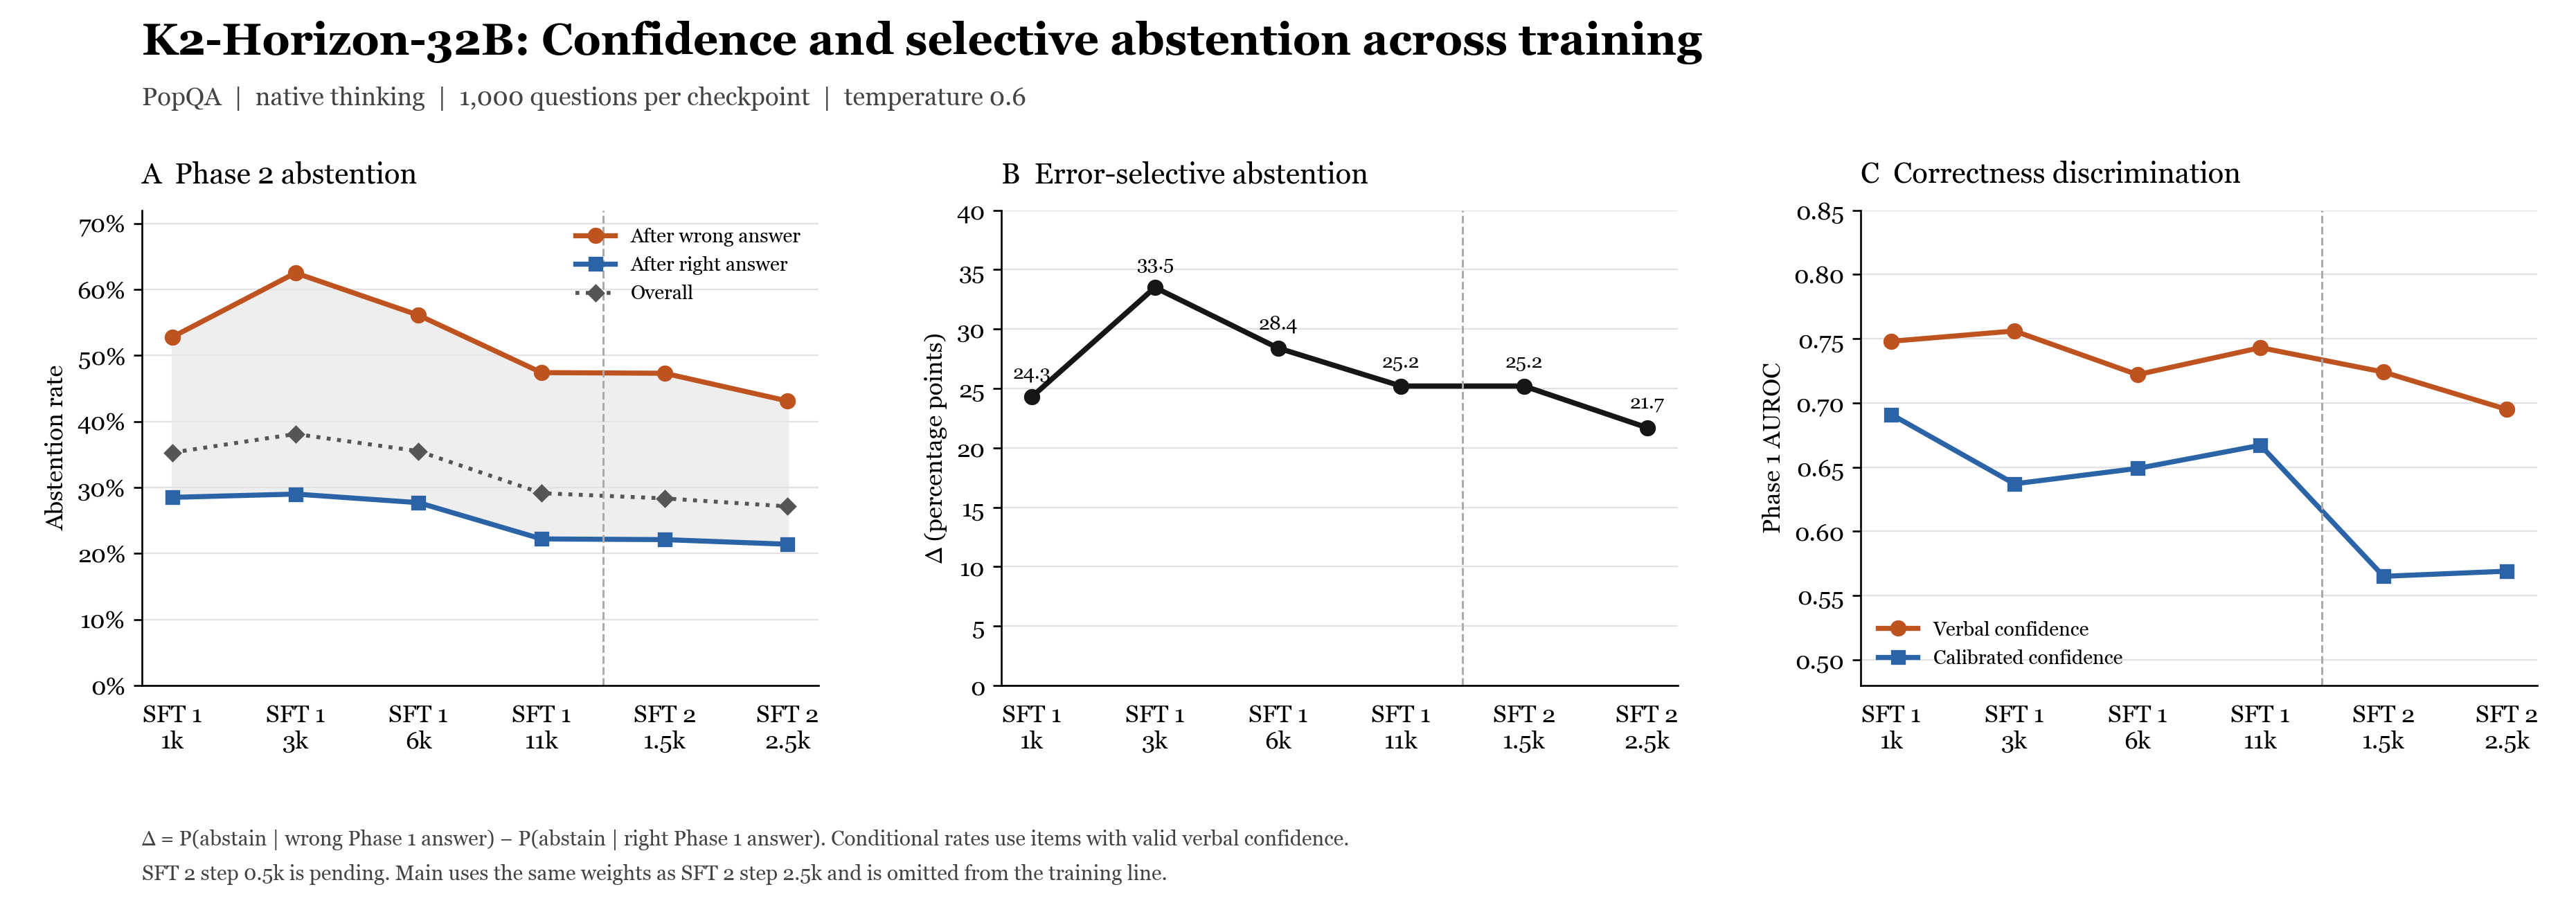 K2-Horizon-32B: Confidence and selective abstention across training
PopQA | native thinking | 1,000 questions per checkpoint | temperature 0.6
A Phase 2 abstention
Abstention rate
70%
60%
50%
40%
30%
20%
10%
0%
After wrong answer
After right answer
Overall
SFT 1 SFT 1 SFT 1 SFT 1 SFT 2 SFT 2
1k 3k 6k 11k 1.5k 2.5k
B Error-selective abstention
Δ (percentage points)
40
35
30
25
20
15
10
5
0
24.3
33.5
28.4
25.2
25.2
21.7
SFT 1 SFT 1 SFT 1 SFT 1 SFT 2 SFT 2
1k 3k 6k 11k 1.5k 2.5k
C Correctness discrimination
Phase 1 AUROC
0.85
0.80
0.75
0.70
0.65
0.60
0.55
0.50
Verbal confidence
Calibrated confidence
SFT 1 SFT 1 SFT 1 SFT 1 SFT 2 SFT 2
1k 3k 6k 11k 1.5k 2.5k
Δ = P(abstain | wrong Phase 1 answer) − P(abstain | right Phase 1 answer). Conditional rates use items with valid verbal confidence.
SFT 2 step 0.5k is pending. Main uses the same weights as SFT 2 step 2.5k and is omitted from the training line.